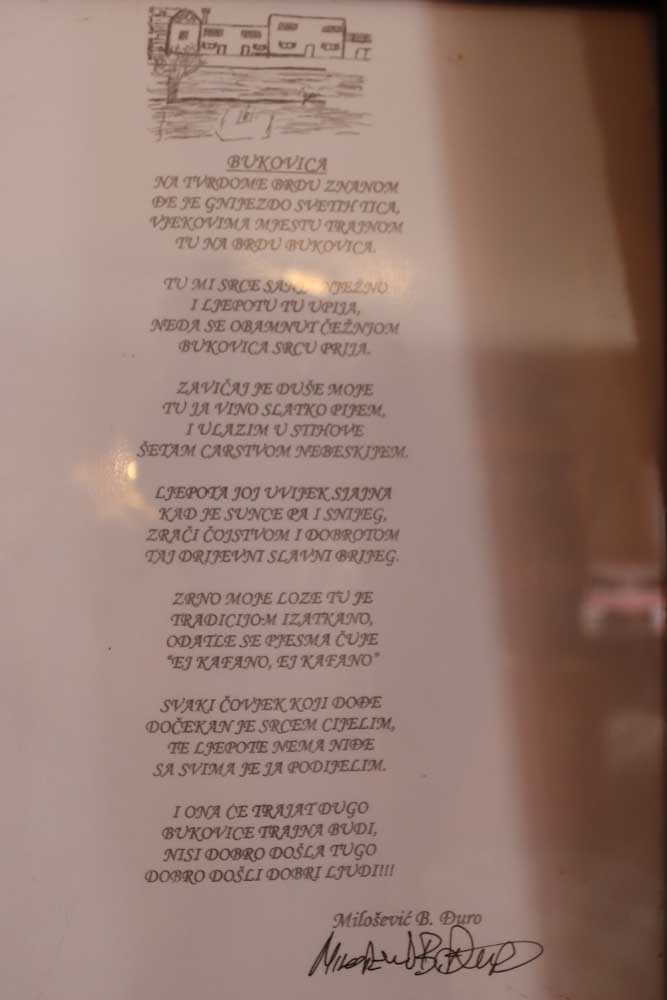 BUKOVICA
NA TVRDOME BRDU ZNANOM
ĐE JE GNIJEZDO SVETIH TICA,
VJEKOVIMA MJESTU TRAJNOM
TU NA BRDU BUKOVICA.
TU MI SRCE NJEŽNO
I LJEPOTU TU UPIJA,
NEDA SE OBAMNUT ČEŽNJOM
BUKOVICA SRCU PRIJA.
ZAVIČAJ JE DUŠE MOJE
TU JA VINO SLATKO PIJEM,
I ULAZIM U STIHOVE
ŠETAM CARSTVOM NEBESKIJEM.
LJEPOTA JOJ UVIJEK SJAJNA
KAD JE SUNCE PA I SNIJEG,
ZRAČI ČOJSTVOM I DOBROTOM
TAJ DRIJEVNI SLAVNI BRIJEG.
ZRNO MOJE LOZE TU JE
TRADICIJOM IZATKANO,
ODATLE SE PJESMA ČUJE
“EJ KAFANO, EJ KAFANO”
SVAKI ČOVJEK KOJI DOĐE
DOČEKAN JE SRCEM CIJELIM,
TE LJEPOTE NEMA NIĐE
SA SVIMA JE JA PODIJELIM.
I ONA ĆE TRAJAT DUGO
BUKOVICE TRAJNA BUDI,
NISI DOBRO DOŠLA TUGO
DOBRO DOŠLI DOBRI LJUDI!!!
Milošević B. Đuro